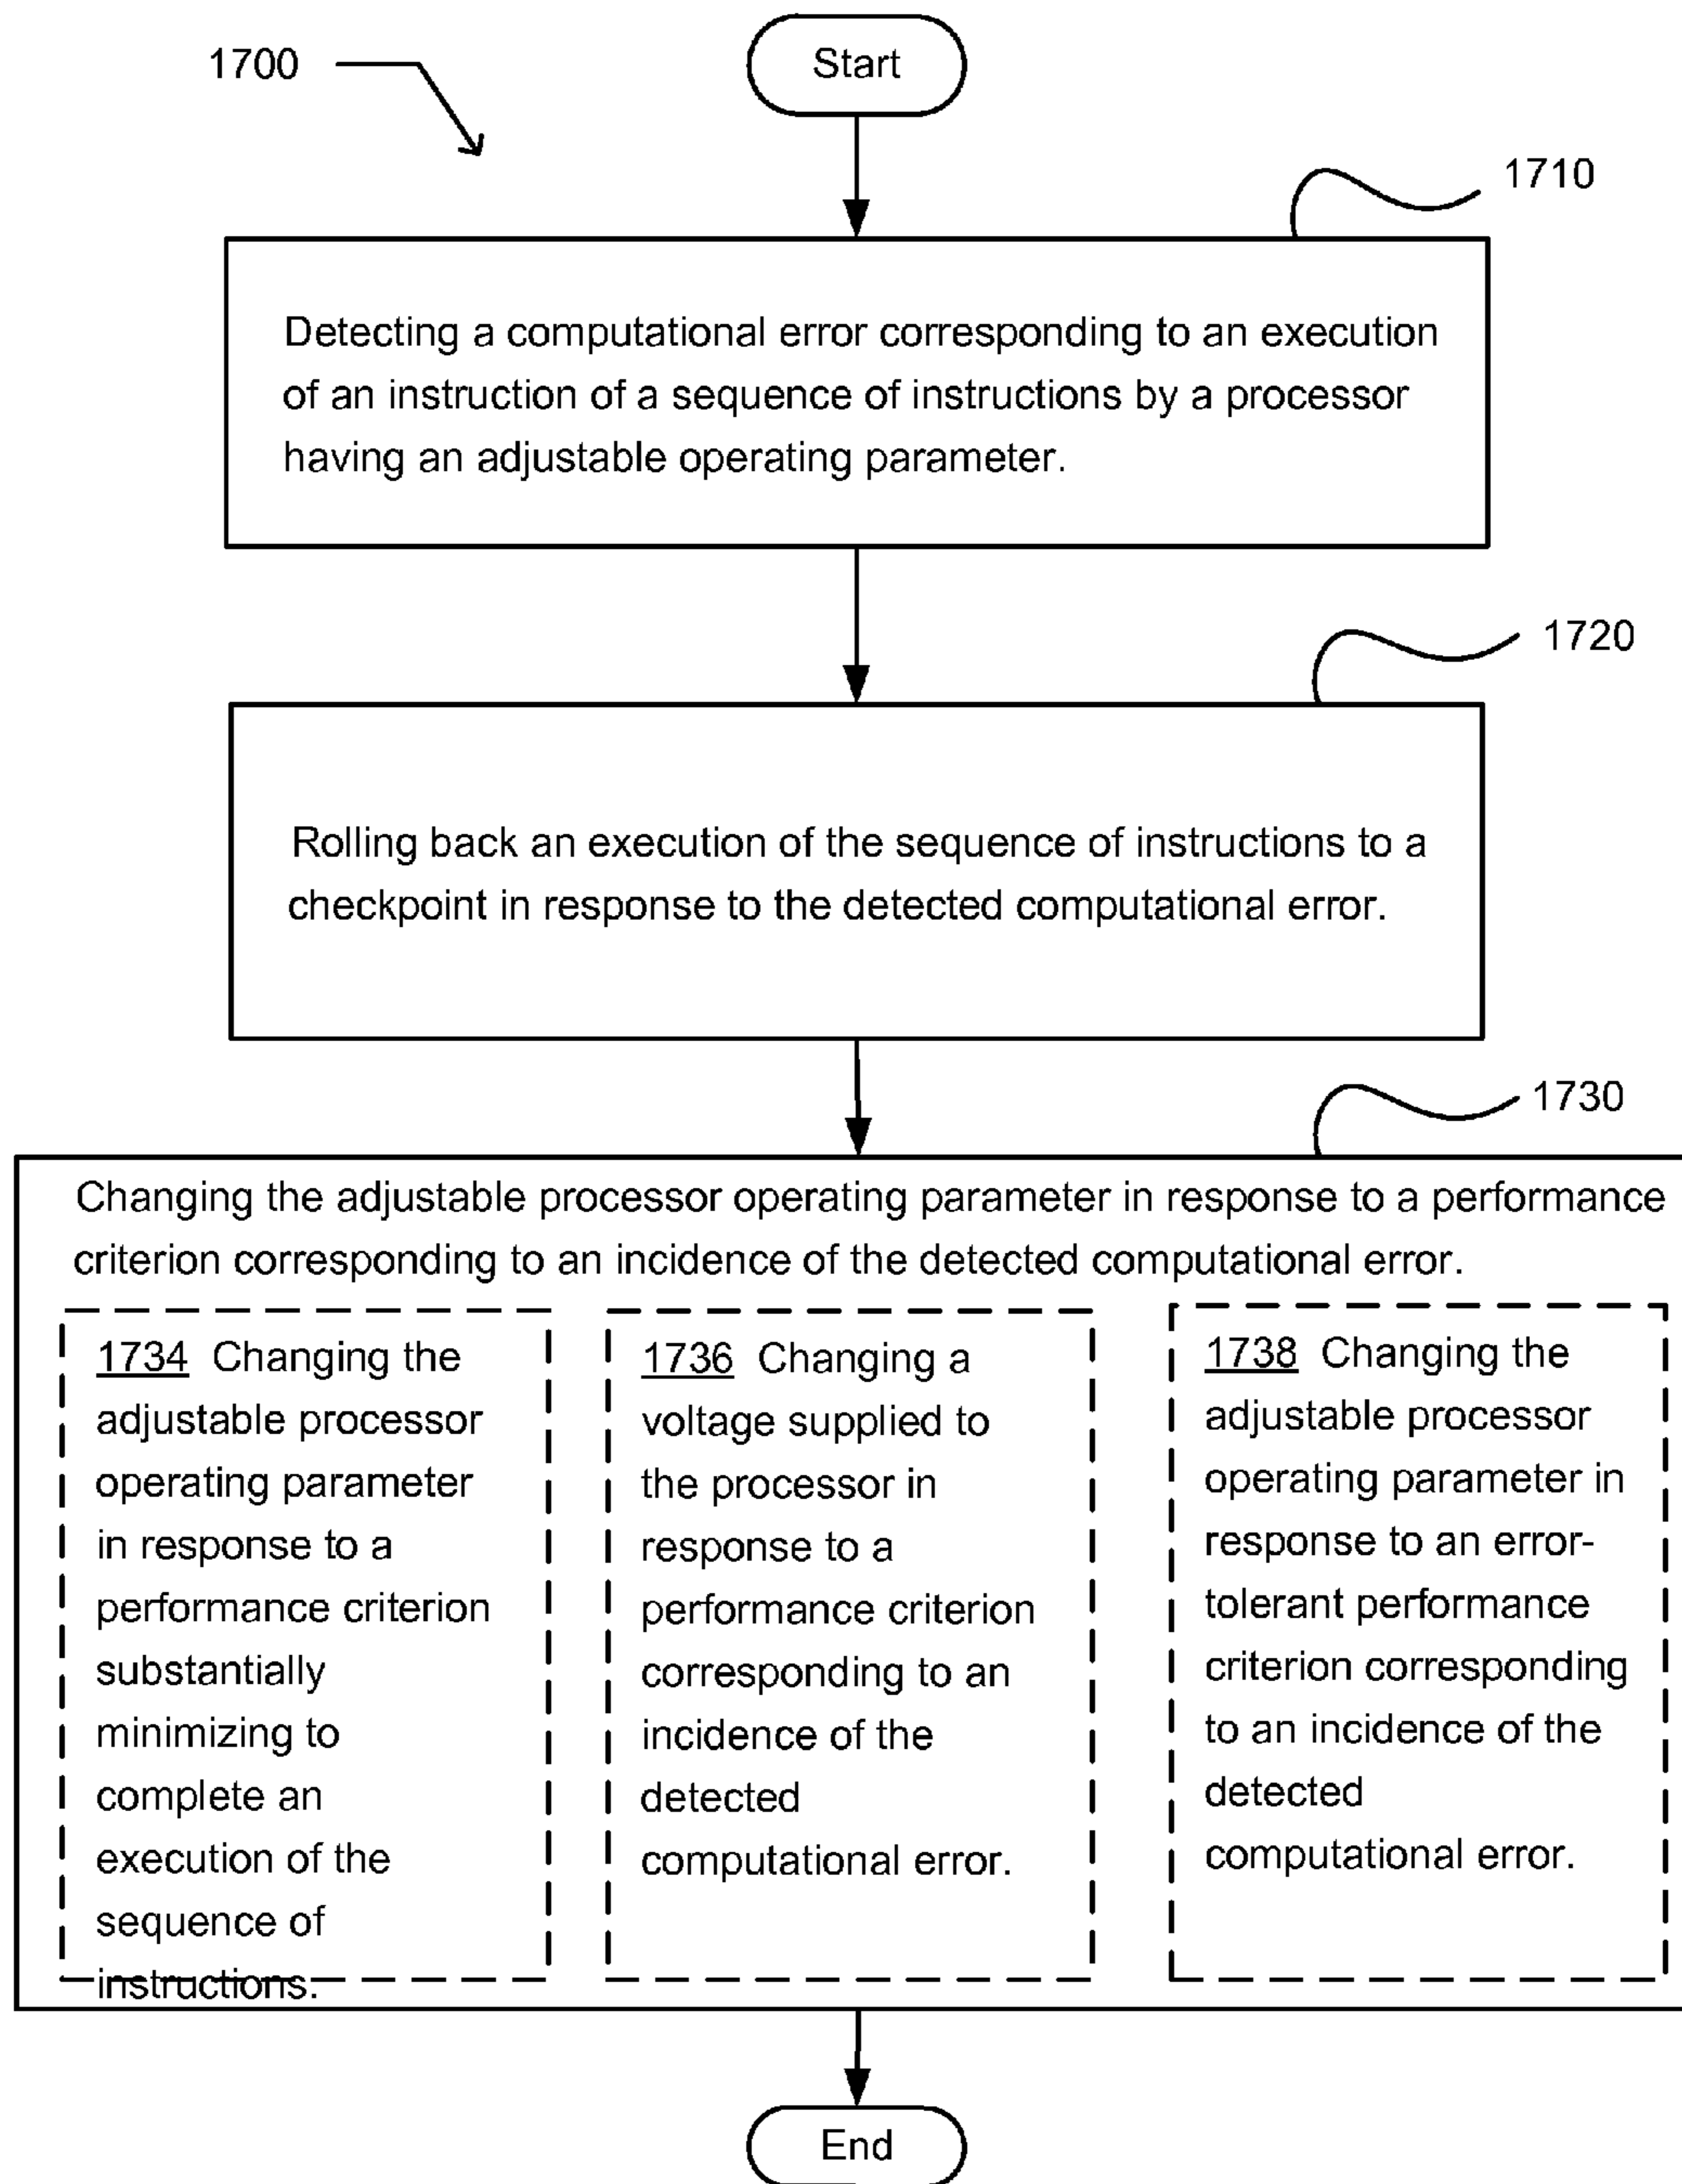 1700
Start
1710
Detecting a computational error corresponding to an execution
of an instruction of a sequence of instructions by a processor
having an adjustable operating parameter.
1720
Rolling back an execution of the sequence of instructions to a
checkpoint in response to the detected computational error.
1730
Changing the adjustable processor operating parameter in response to a performance
criterion corresponding to an incidence of the detected computational error.
1734 Changing the
adjustable processor
operating parameter
in response to a
performance criterion
substantially
minimizing to
complete an
execution of the
sequence of
instructions.
1736 Changing a
voltage supplied to
the processor in
response to a
performance criterion
corresponding to an
incidence of the
detected
computational error.
1738 Changing the
adjustable processor
operating parameter in
response to an error-
tolerant performance
criterion corresponding
to an incidence of the
detected
computational error.
End